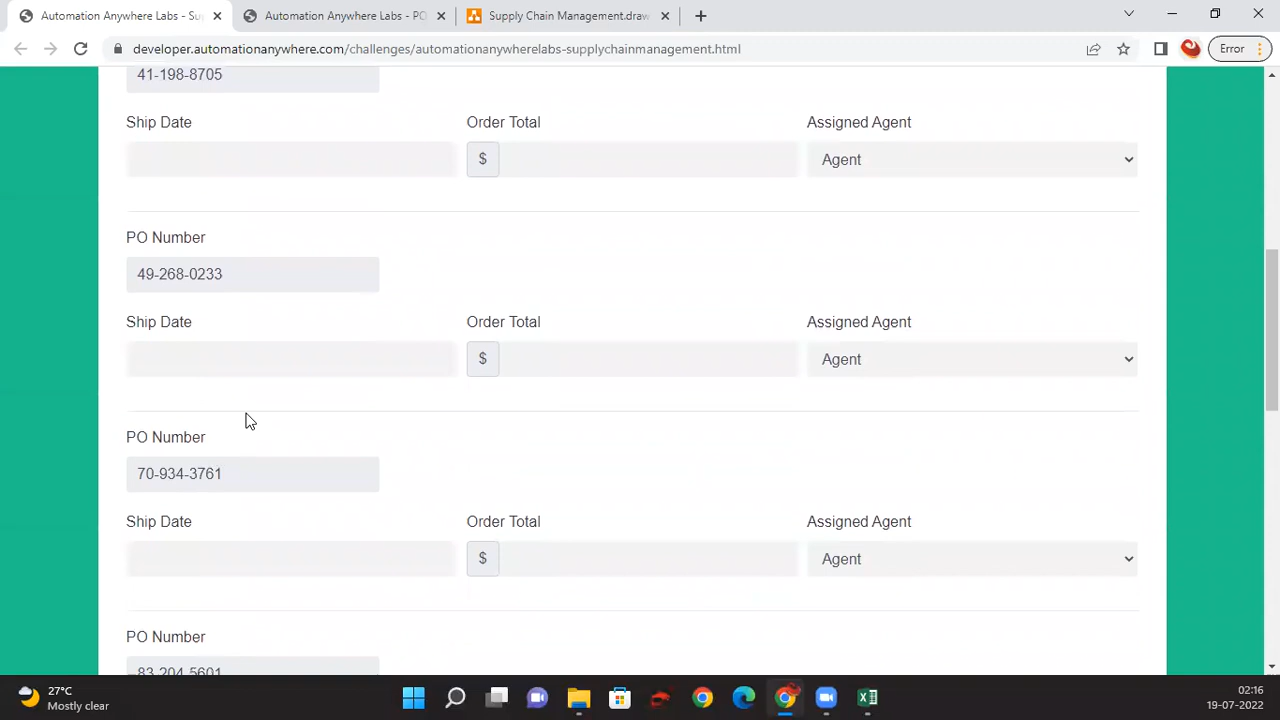 Automation Anywhere Labs - Su
Automation Anywhere Labs - PO
Supply Chain Management.draw
developer.automationanywhere.com/challenges/automationanywherelabs-supplychainmanagement.html
Error
41-198-8705
Ship Date Order Total Assigned Agent
$ Agent
PO Number
49-268-0233
Ship Date Order Total Assigned Agent
$ Agent
PO Number
70-934-3761
Ship Date Order Total Assigned Agent
$ Agent
PO Number
83-204-5601
27°C
Mostly clear
02:16
19-07-2022